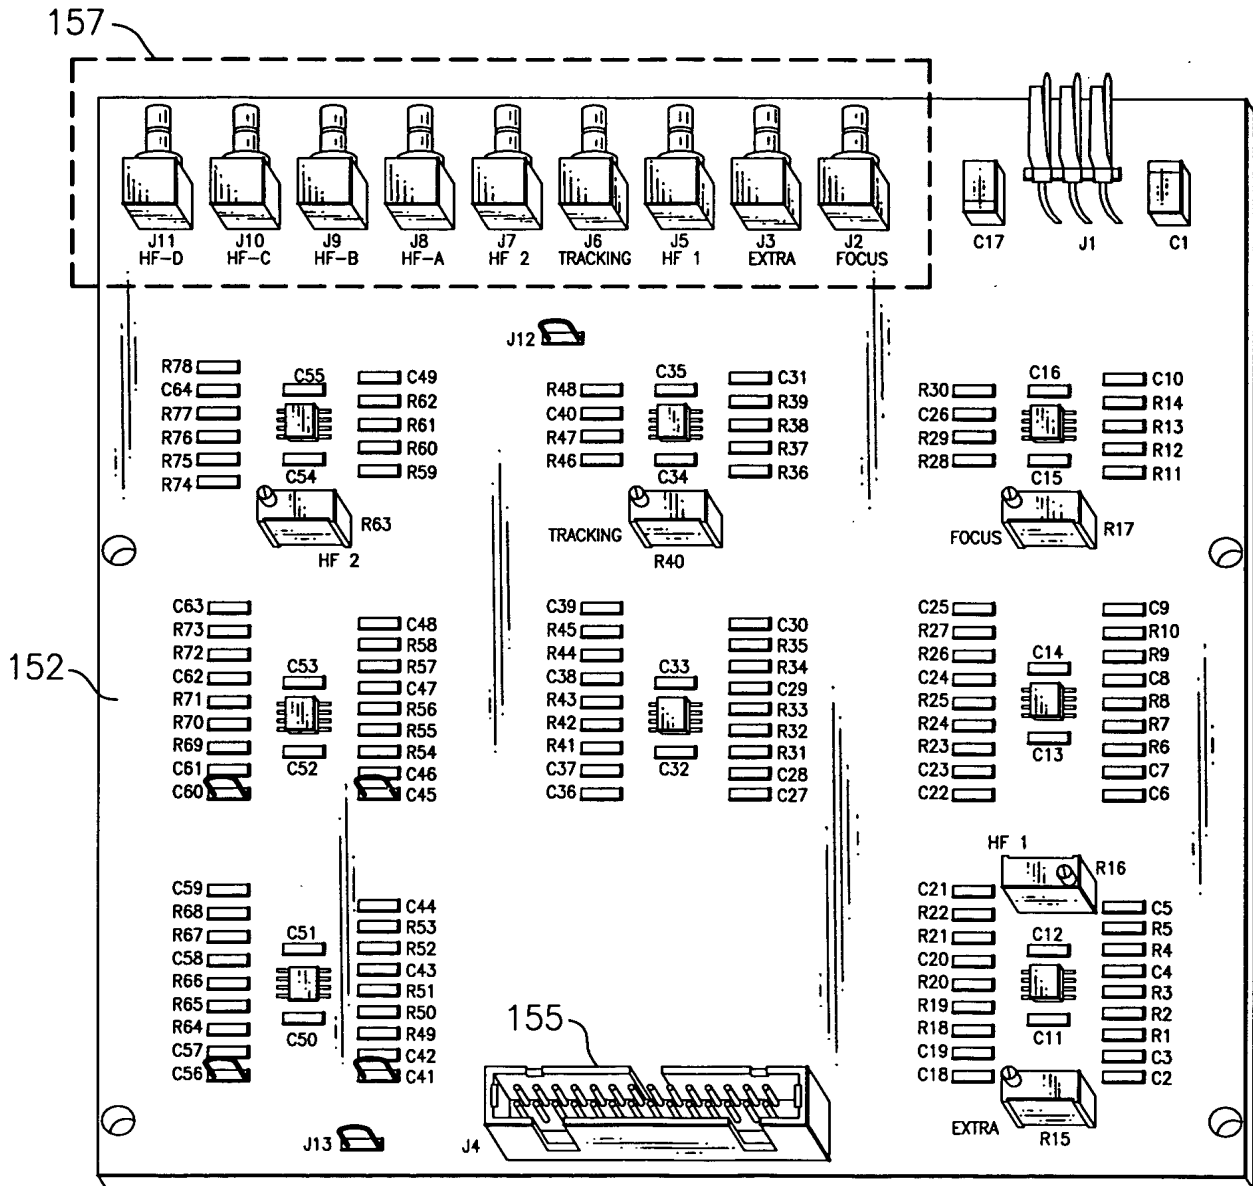 157
J11 J10 J9 J8 J7 J6 J5 J3 J2
HF-D HF-C HF-B HF-A HF 2 TRACKING HF 1 EXTRA FOCUS
C17 J1 C1
J12
R78
C64
R77
R76
R75
R74
C55
C54
C49
R62
R61
R60
R59
R63
HF 2
R48
C40
R47
R46
C35
C34
C31
R39
R38
R37
R36
TRACKING
R40
R30
C26
R29
R28
C16
C15
C10
R14
R13
R12
R11
FOCUS
R17
152
C63
R73
R72
C62
R71
R70
R69
C61
C60
C53
C52
C48
R58
R57
C47
R56
R55
R54
C46
C45
C39
R45
R44
C38
R43
R42
R41
C37
C36
C33
C32
C30
R35
R34
C29
R33
R32
R31
C28
C27
C25
R27
R26
C24
R25
R24
R23
C23
C22
C14
C13
C9
R10
R9
C8
R8
R7
R6
C7
C6
HF 1
R16
C59
R68
R67
C58
R66
R65
R64
C57
C56
C51
C50
C44
R53
R52
C43
R51
R50
R49
C42
C41
155
J13
J4
C21
R22
R21
C20
R20
R19
R18
C19
C18
C12
C11
C5
R5
R4
C4
R3
R2
R1
C3
C2
EXTRA
R15